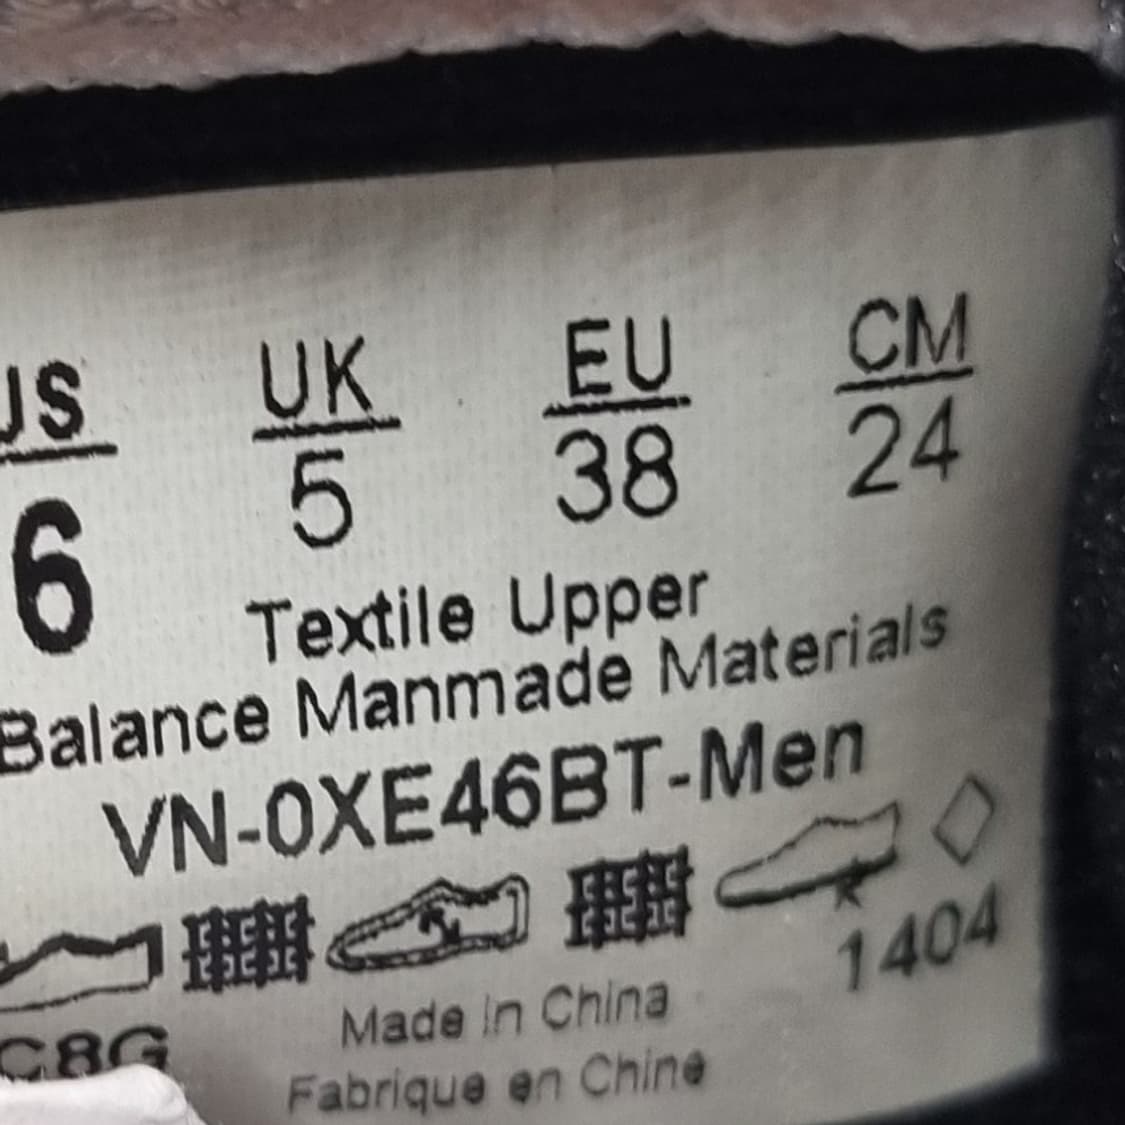 US UK EU CM
6 5 38 24
Textile Upper
Balance Manmade Materials
VN-0XE46BT-Men
1404
C8G
Made in China
Fabrique en Chine